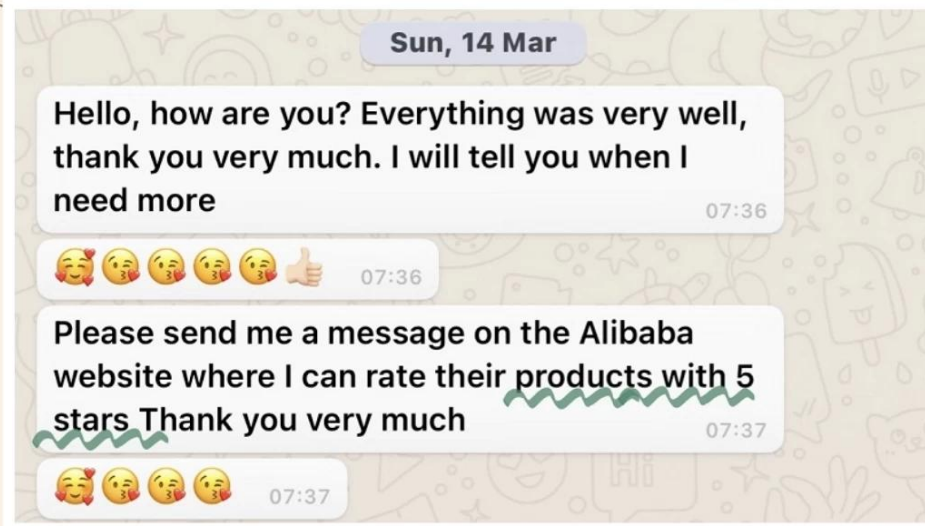 Sun, 14 Mar
Hello, how are you? Everything was very well,
thank you very much. I will tell you when I
need more
07:36
🥰😘😘😘😘👍🏻
07:36
Please send me a message on the Alibaba
website where I can rate their products with 5
stars Thank you very much
07:37
🥰😘😘😘
07:37
Hi